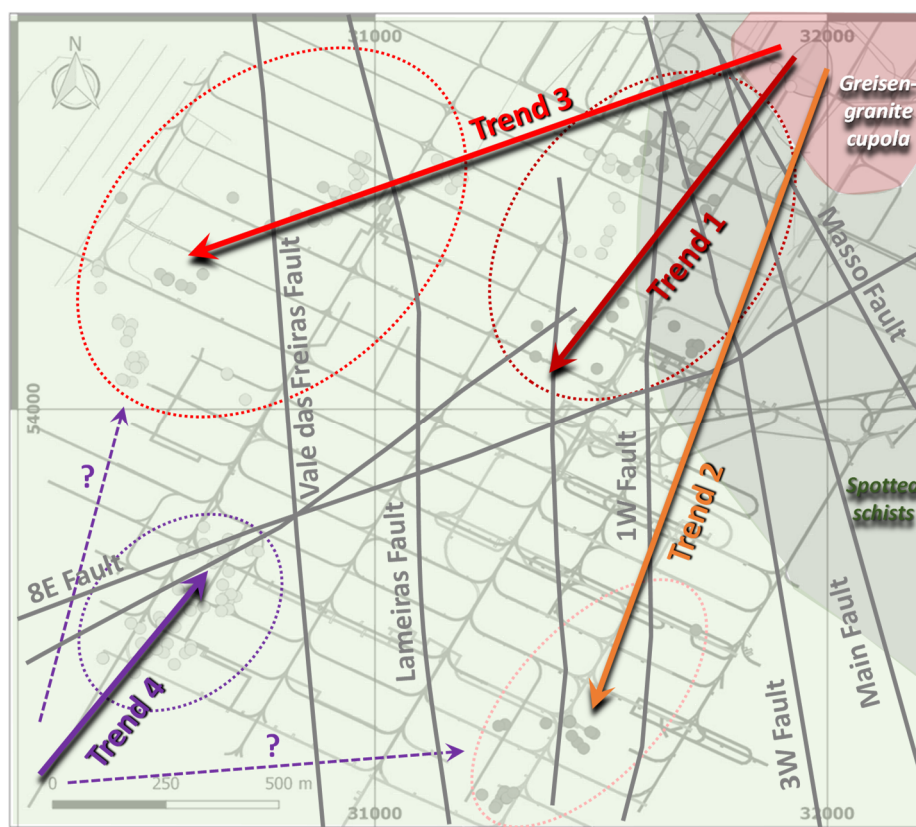 N
31000
32000
Greisen-
granite
cupola
Trend 3
Trend 1
Masso Fault
Vale das Freiras Fault
54000
?
1W Fault
Trend 2
Spotted
schists
8E Fault
Lameiras Fault
Main Fault
Trend 4
?
3W Fault
0
250
500 m
31000
32000